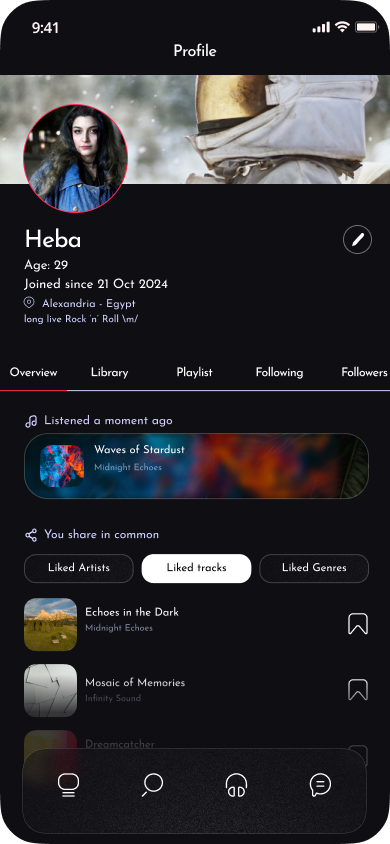 9:41
Profile
Heba
Age: 29
Joined since 21 Oct 2024
Alexandria - Egypt
long live Rock 'n' Roll \m/
Overview Library Playlist Following Followers
Listened a moment ago
Waves of Stardust
Midnight Echoes
You share in common
Liked Artists Liked tracks Liked Genres
Echoes in the Dark
Midnight Echoes
Mosaic of Memories
Infinity Sound
Dreamcatcher